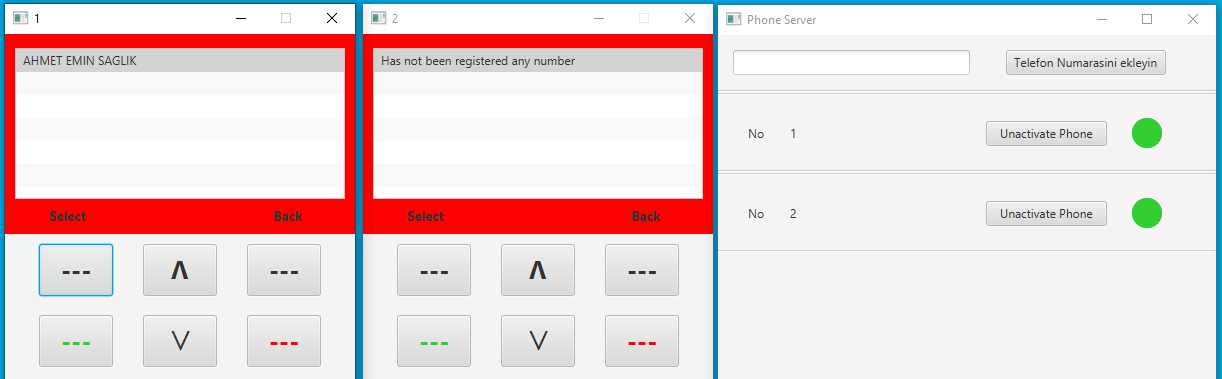 1
AHMET EMIN SAGLIK
Select Back
--- Λ ---
--- V ---
2
Has not been registered any number
Select Back
--- Λ ---
--- V ---
Phone Server
Telefon Numarasini ekleyin
No 1 Unactivate Phone
No 2 Unactivate Phone